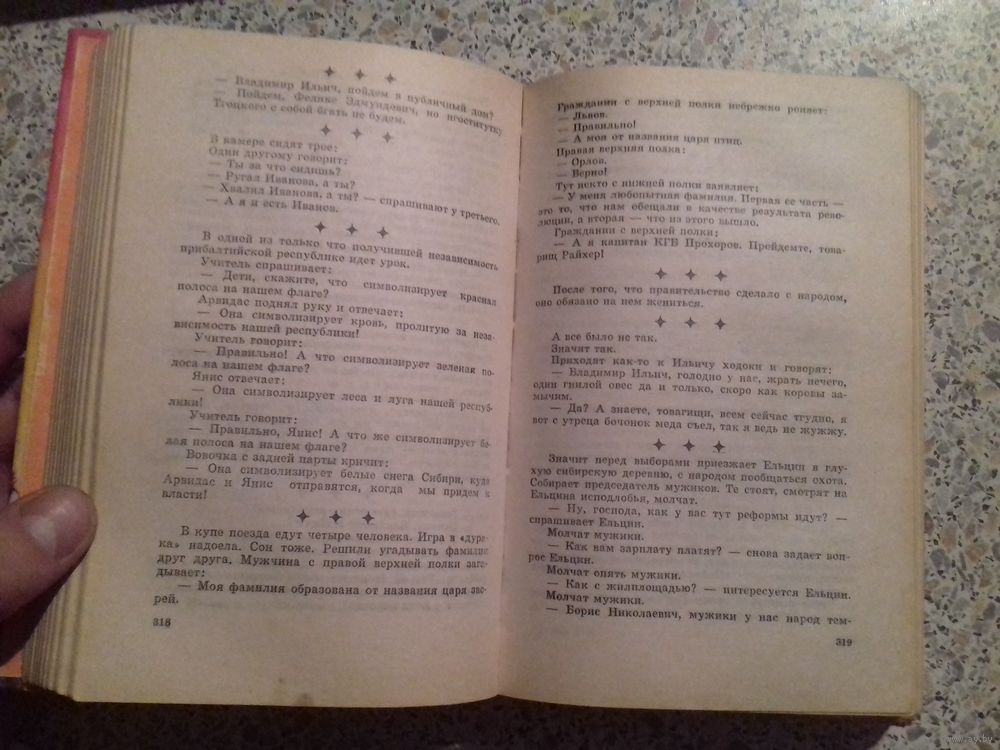 — Владимир Ильич, пойдем в публичный дом?
— Пойдем, Феликс Эдмундович, но пгоститутку
Тгоцкого с собой бгать не будем.
В камере сидят трое:
Один другому говорит:
— Ты за что сидишь?
— Ругал Иванова, а ты?
— Хвалил Иванова, а ты? — спрашивают у третьего.
— А я и есть Иванов.
В одной из только что получившей независимость
прибалтийской республике идет урок.
Учитель спрашивает:
— Дети, скажите, что символизирует красная
полоса на нашем флаге?
Арвидас поднял руку и отвечает:
— Она символизирует кровь, пролитую за неза-
висимость нашей республики!
Учитель говорит:
— Правильно! А что символизирует зеленая по-
лоса на нашем флаге?
Янис отвечает:
— Она символизирует леса и луга нашей респуб-
лики!
Учитель говорит:
— Правильно, Янис! А что же символизирует бе-
лая полоса на нашем флаге?
Вовочка с задней парты кричит:
— Она символизирует белые снега Сибири, куда
Арвидас и Янис отправятся, когда мы придем к
власти!
В купе поезда едут четыре человека. Игра в «дура-
ка» надоела. Сон тоже. Решили угадывать фамилии
друг друга. Мужчина с правой верхней полки зага-
дывает:
— Моя фамилия образована от названия царя зве-
рей.
318
Гражданин с верхней полки небрежно роняет:
— Львов.
— Правильно!
— А моя от названия царя птиц.
Правая верхняя полка:
— Орлов.
— Верно!
Тут некто с нижней полки заявляет:
— У меня любопытная фамилия. Первая ее часть —
это то, что нам обещали в качестве результата рево-
люции, а вторая — что из этого вышло.
Гражданин с верхней полки:
— А я капитан КГБ Прохоров. Пройдемте, това-
рищ Райхер!
После того, что правительство сделало с народом,
оно обязано на нем жениться.
А все было не так.
Значит так.
Приходят как-то к Ильичу ходоки и говорят:
— Владимир Ильич, голодно у нас, жрать нечего,
один гнилой овес да и только, скоро как коровы за-
мычим.
— Да? А знаете, товагищи, всем сейчас тгудно, я
вот с утгеца бочонок меда съел, так я ведь не жужжу.
Значит перед выборами приезжает Ельцин в глу-
хую сибирскую деревню, с народом пообщаться охота.
Собирает председатель мужиков. Те стоят, смотрят на
Ельцина исподлобья, молчат.
— Ну, господа, как у вас тут реформы идут? —
спрашивает Ельцин.
Молчат мужики.
— Как вам зарплату платят? — снова задает воп-
рос Ельцин.
Молчат опять мужики.
— Как с жилплощадью? — интересуется Ельцин.
Молчат мужики.
— Борис Николаевич, мужики у нас народ тем-
319
ay.by